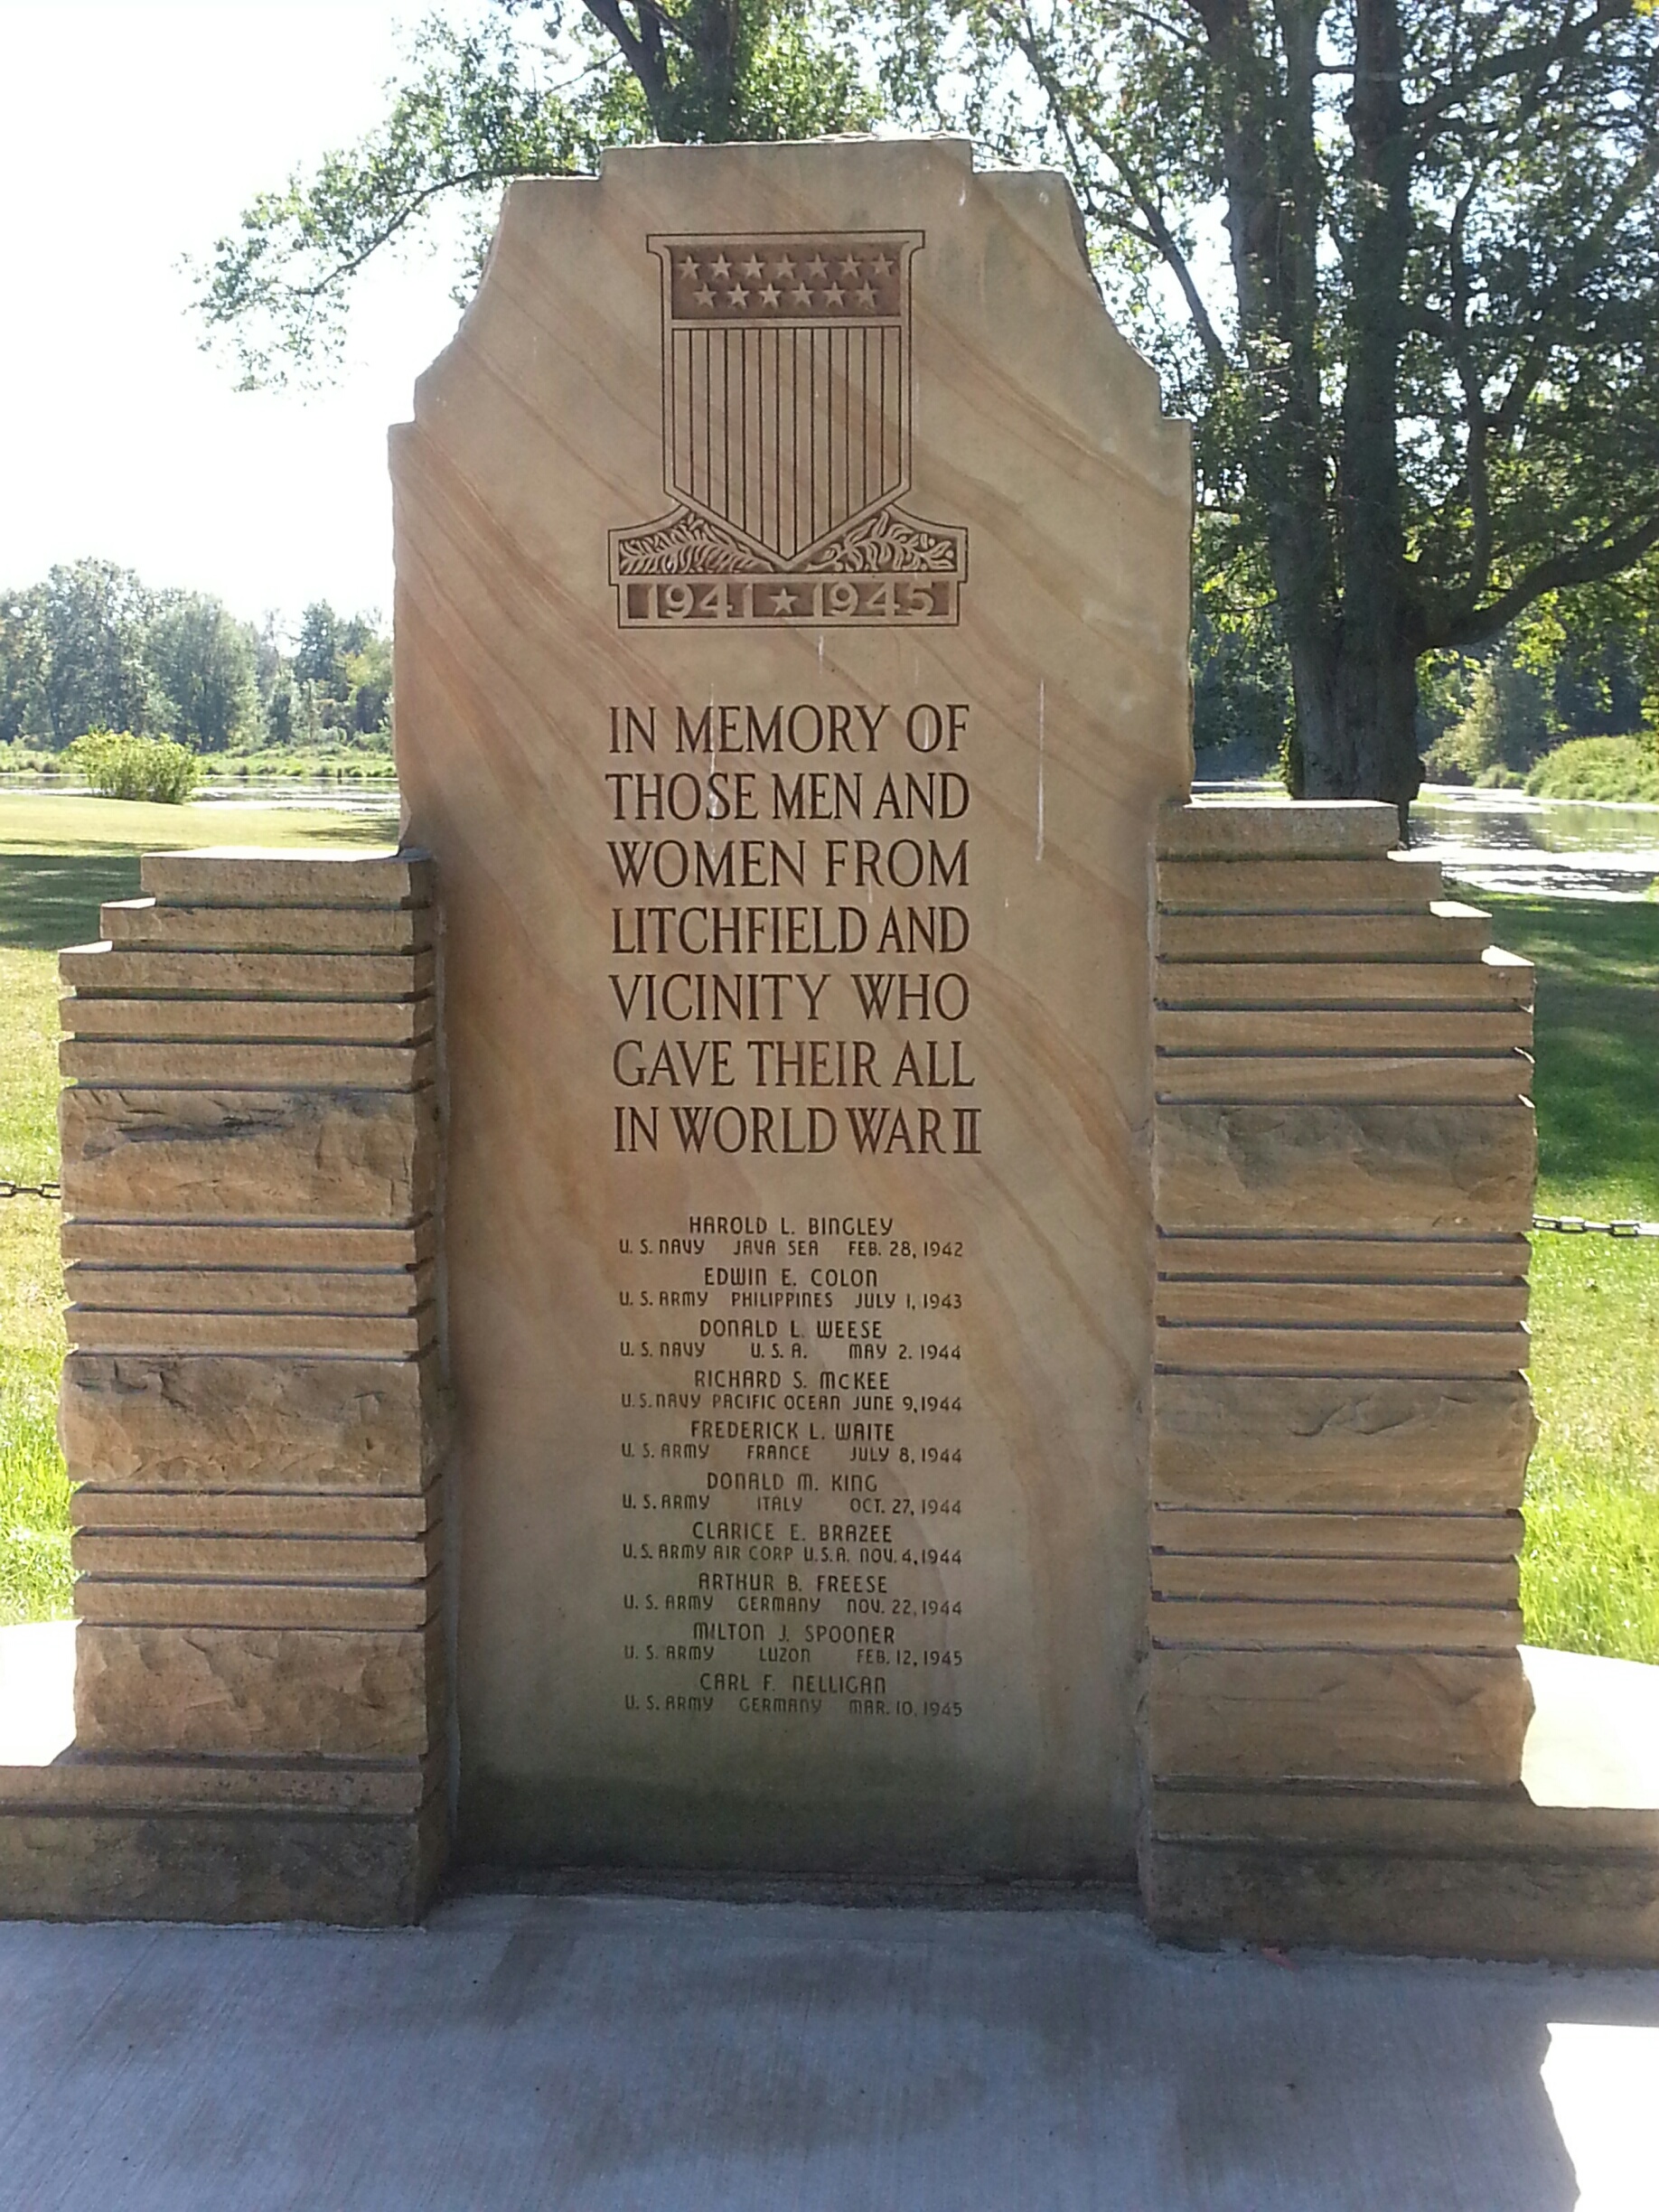 1941 ★ 1945
IN MEMORY OF
THOSE MEN AND
WOMEN FROM
LITCHFIELD AND
VICINITY WHO
GAVE THEIR ALL
IN WORLD WAR II
HAROLD L. BINGLEY
U. S. NAVY JAVA SEA FEB. 28, 1942
EDWIN E. COLON
U. S. ARMY PHILIPPINES JULY 1, 1943
DONALD L. WEESE
U. S. NAVY U. S. A. MAY 2. 1944
RICHARD S. McKEE
U. S. NAVY PACIFIC OCEAN JUNE 9, 1944
FREDERICK L. WAITE
U. S. ARMY FRANCE JULY 8, 1944
DONALD M. KING
U. S. ARMY ITALY OCT. 27, 1944
CLARICE E. BRAZEE
U. S. ARMY AIR CORP U.S.A. NOV. 4, 1944
ARTHUR B. FREESE
U. S. ARMY GERMANY NOV. 22, 1944
MILTON J. SPOONER
U. S. ARMY LUZON FEB. 12, 1945
CARL F. NELLIGAN
U. S. ARMY GERMANY MAR. 10, 1945